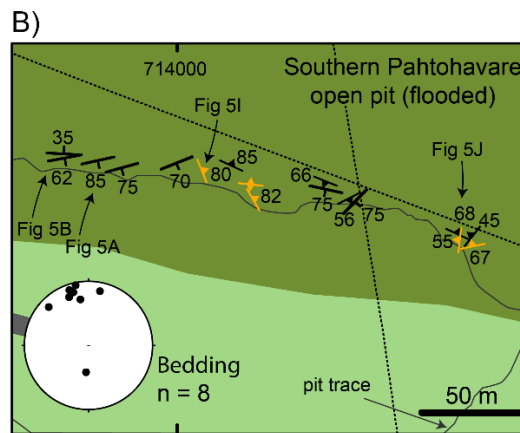 B)
714000
Southern Pahtohavare
open pit (flooded)
Fig 5I
Fig 5J
35
62
85
75
70
80
85
82
66
75
56
75
68
45
55
67
Fig 5B
Fig 5A
Bedding
n = 8
pit trace
50 m